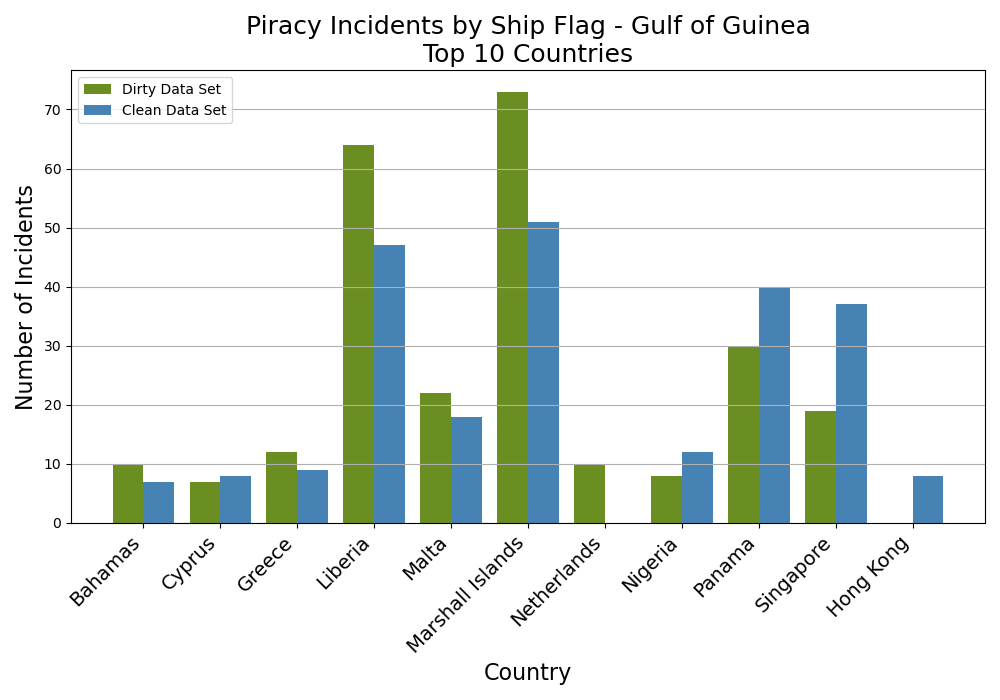 Piracy Incidents by Ship Flag - Gulf of Guinea
Top 10 Countries
Dirty Data Set
Clean Data Set
Number of Incidents
70
60
50
40
30
20
10
0
Bahamas
Cyprus
Greece
Liberia
Malta
Marshall Islands
Netherlands
Nigeria
Panama
Singapore
Hong Kong
Country